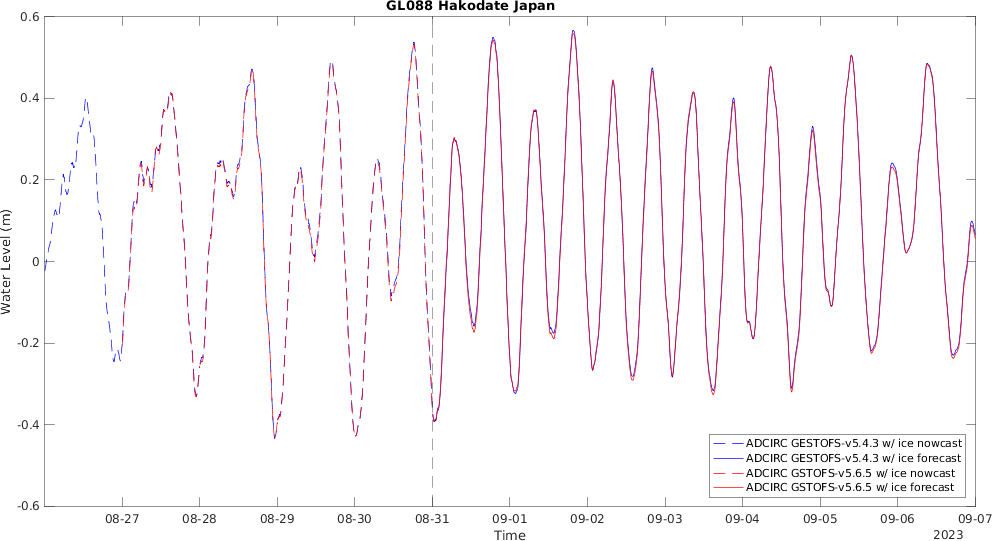 GL088 Hakodate Japan
Water Level (m)
0.6
0.4
0.2
0
-0.2
-0.4
-0.6
ADCIRC GESTOFS-v5.4.3 w/ ice nowcast
ADCIRC GESTOFS-v5.4.3 w/ ice forecast
ADCIRC GSTOFS-v5.6.5 w/ ice nowcast
ADCIRC GSTOFS-v5.6.5 w/ ice forecast
08-27 08-28 08-29 08-30 08-31 09-01 09-02 09-03 09-04 09-05 09-06 09-07
Time
2023